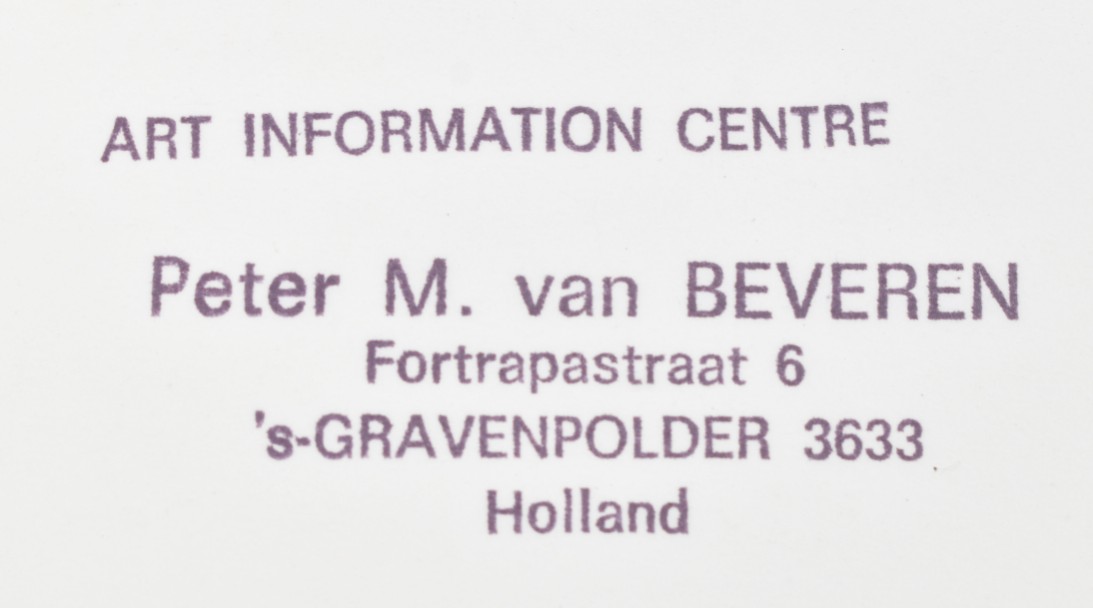 ART INFORMATION CENTRE
Peter M. van BEVEREN
Fortrapastraat 6
's-GRAVENPOLDER 3633
Holland